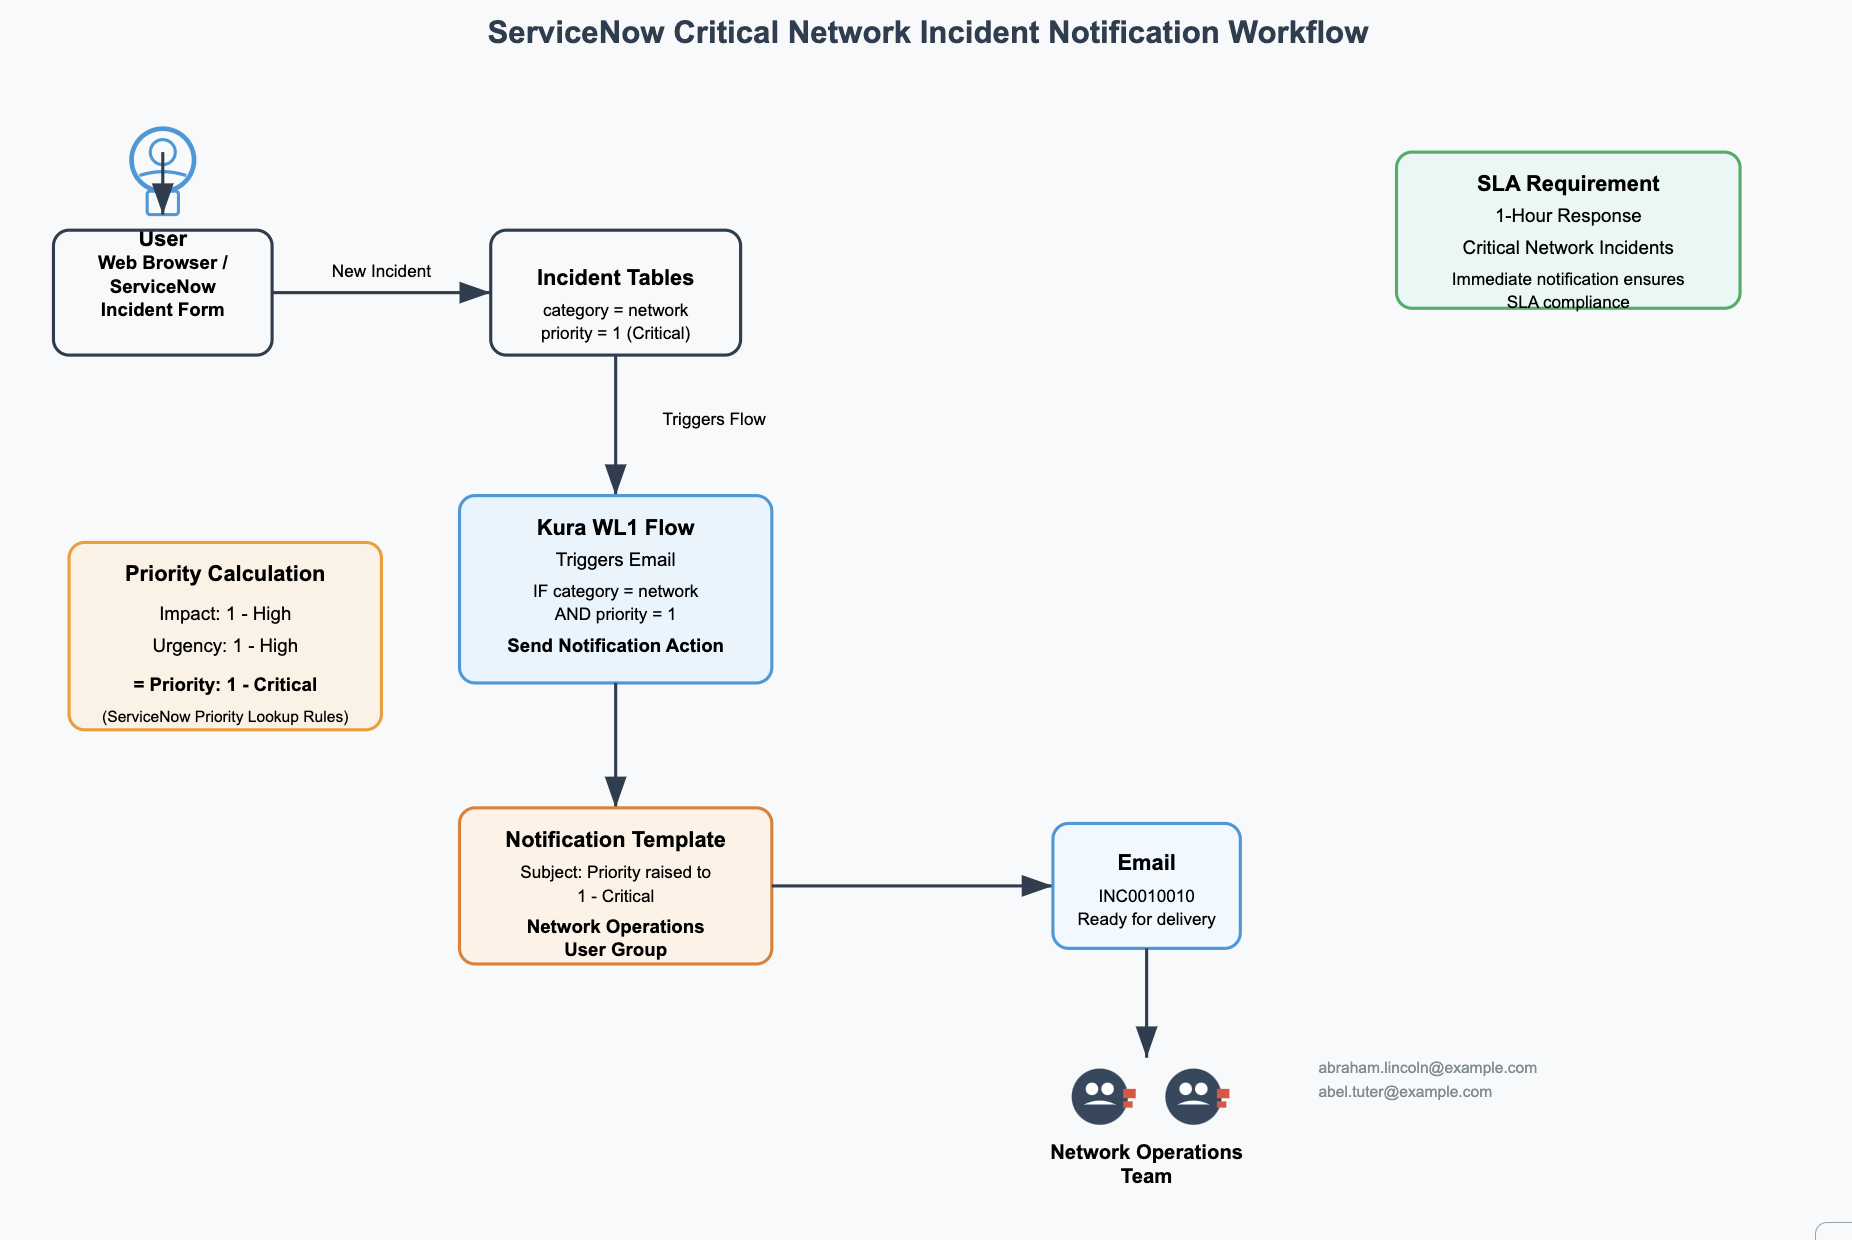 ServiceNow Critical Network Incident Notification Workflow
User
Web Browser /
ServiceNow
Incident Form
New Incident
Incident Tables
category = network
priority = 1 (Critical)
SLA Requirement
1-Hour Response
Critical Network Incidents
Immediate notification ensures
SLA compliance
Triggers Flow
Kura WL1 Flow
Triggers Email
IF category = network
AND priority = 1
Send Notification Action
Priority Calculation
Impact: 1 - High
Urgency: 1 - High
= Priority: 1 - Critical
(ServiceNow Priority Lookup Rules)
Notification Template
Subject: Priority raised to
1 - Critical
Network Operations
User Group
Email
INC0010010
Ready for delivery
abraham.lincoln@example.com
abel.tuter@example.com
Network Operations
Team